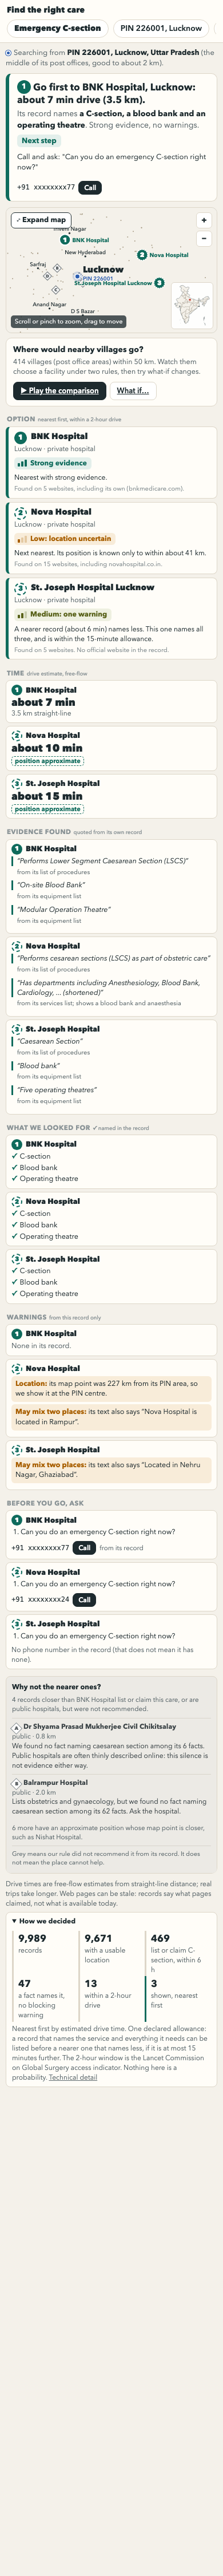 Find the right care
Emergency C-section
PIN 226001, Lucknow
Searching from PIN 226001, Lucknow, Uttar Pradesh (the
middle of its post offices, good to about 2 km).
1 Go first to BNK Hospital, Lucknow:
about 7 min drive (3.5 km).
Its record names a C-section, a blood bank and an
operating theatre. Strong evidence, no warnings.
Next step
Call and ask: “Can you do an emergency C-section right
now?”
+91 xxxxxxxx77 Call
Expand map
+
−
Triveni Nagar
1 BNK Hospital
New Hyderabad
2 Nova Hospital
Sarfraj
Lucknow
PIN 226001
St. Joseph Hospital Lucknow 3
Anand Nagar
D S Bazar
Scroll or pinch to zoom, drag to move
Where would nearby villages go?
414 villages (post office areas) within 50 km. Watch them
choose a facility, then try what-if changes.
▶ Play the comparison
What if…
OPTION nearest first, within a 2-hour drive
1 BNK Hospital
Lucknow · private hospital
Strong evidence
Nearest with strong evidence.
Found on 5 websites, including its own (bnkmedicare.com).
2 Nova Hospital
Lucknow · private hospital
Low: location uncertain
Next nearest. Its position is known only to within about 41 km.
Found on 15 websites, including novahospital.co.in.
3 St. Joseph Hospital Lucknow
Lucknow · private hospital
Medium: one warning
A nearer record (about 6 min) names less. This one names all
three, and is within the 15-minute allowance.
Found on 5 websites. No official website in the record.
TIME drive estimate, free-flow
1 BNK Hospital
about 7 min
3.5 km straight-line
2 Nova Hospital
about 10 min
position approximate
3 St. Joseph Hospital
about 15 min
position approximate
EVIDENCE FOUND quoted from its own record
1 BNK Hospital
“Performs Lower Segment Caesarean Section (LSCS)”
from its list of procedures
“On-site Blood Bank”
from its equipment list
“Modular Operation Theatre”
from its equipment list
2 Nova Hospital
“Performs cesarean sections (LSCS) as part of obstetric care”
from its list of procedures
“Has departments including Anesthesiology, Blood Bank,
Cardiology, … (shortened)”
from its services list; shows a blood bank and anaesthesia
3 St. Joseph Hospital
“Caesarean Section”
from its list of procedures
“Blood bank”
from its equipment list
“Five operating theatres”
from its equipment list
WHAT WE LOOKED FOR ✓ named in the record
1 BNK Hospital
✓ C-section
✓ Blood bank
✓ Operating theatre
2 Nova Hospital
✓ C-section
✓ Blood bank
✓ Operating theatre
3 St. Joseph Hospital
✓ C-section
✓ Blood bank
✓ Operating theatre
WARNINGS from this record only
1 BNK Hospital
None in its record.
2 Nova Hospital
Location: its map point was 227 km from its PIN area, so
we show it at the PIN centre.
May mix two places: its text also says “Nova Hospital is
located in Rampur”.
3 St. Joseph Hospital
May mix two places: its text also says “Located in Nehru
Nagar, Ghaziabad”.
BEFORE YOU GO, ASK
1 BNK Hospital
1. Can you do an emergency C-section right now?
+91 xxxxxxxx77 Call from its record
2 Nova Hospital
1. Can you do an emergency C-section right now?
+91 xxxxxxxx24 Call
3 St. Joseph Hospital
1. Can you do an emergency C-section right now?
No phone number in the record (that does not mean it has
none).
Why not the nearer ones?
4 records closer than BNK Hospital list or claim this care, or are
public hospitals, but were not recommended.
A Dr Shyama Prasad Mukherjee Civil Chikitsalay
public · 0.8 km
We found no fact naming caesarean section among its 6 facts.
Public hospitals are often thinly described online: this silence is
not evidence either way.
B Balrampur Hospital
public · 2.0 km
Lists obstetrics and gynaecology, but we found no fact naming
caesarean section among its 62 facts. Ask the hospital.
6 more have an approximate position whose map point is closer,
such as Nishat Hospital.
Grey means our rule did not recommend it from its record. It does
not mean the place cannot help.
Drive times are free-flow estimates from straight-line distance; real
trips take longer. Web pages can be stale: records say what pages
claimed, not what is available today.
▼ How we decided
9,989
records
9,671
with a usable
location
469
list or claim C-
section, within 6
h
47
a fact names it,
no blocking
warning
13
within a 2-hour
drive
3
shown, nearest
first
Nearest first by estimated drive time. One declared allowance:
a record that names the service and everything it needs can be
listed before a nearer one that names less, if it is at most 15
minutes further. The 2-hour window is the Lancet Commission
on Global Surgery access indicator. Nothing here is a
probability. Technical detail